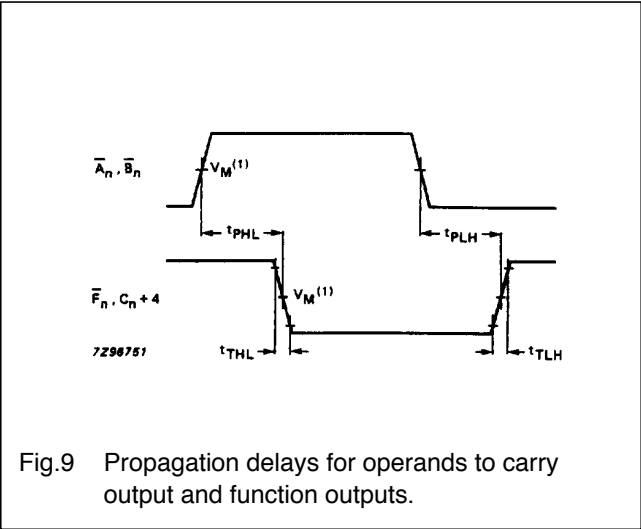 A̅n , B̅n
VM(1)
tPHL
tPLH
F̅n , Cn + 4
VM(1)
7Z96751
tTHL
tTLH
Fig.9 Propagation delays for operands to carry
output and function outputs.